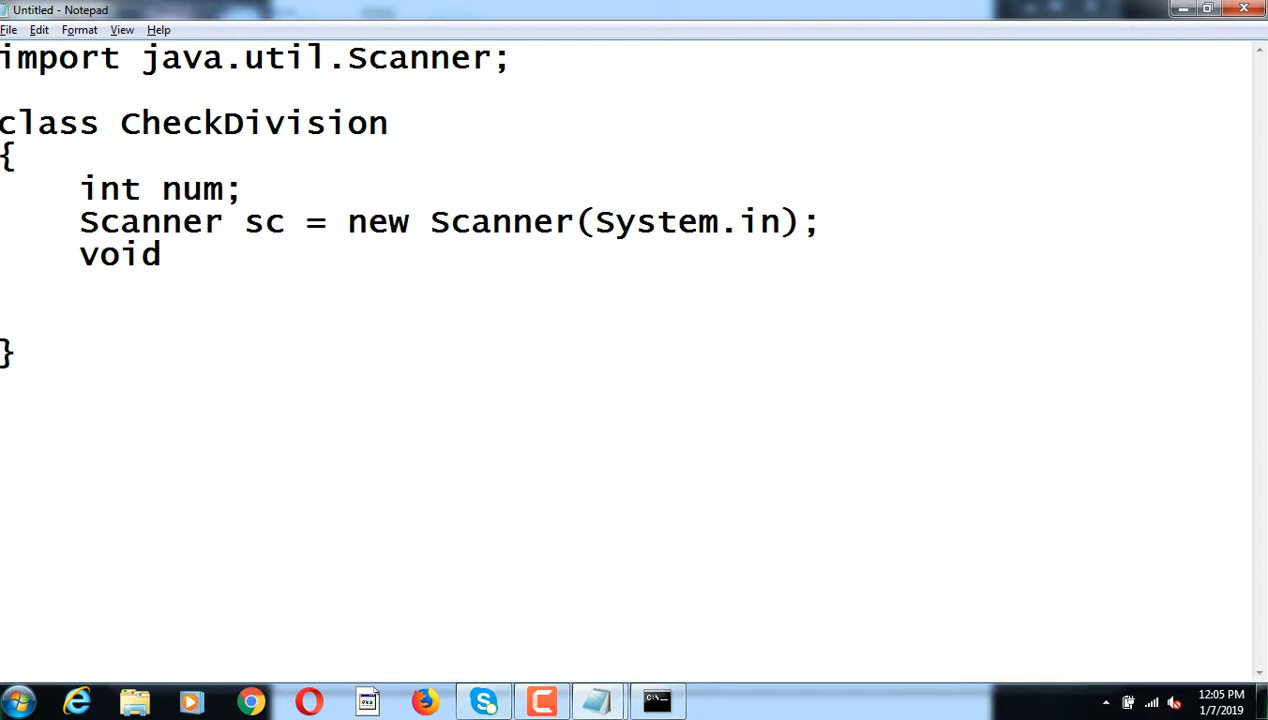 Untitled - Notepad
File Edit Format View Help
import java.util.Scanner;
class CheckDivision
{
int num;
Scanner sc = new Scanner(System.in);
void
}
12:05 PM
1/7/2019